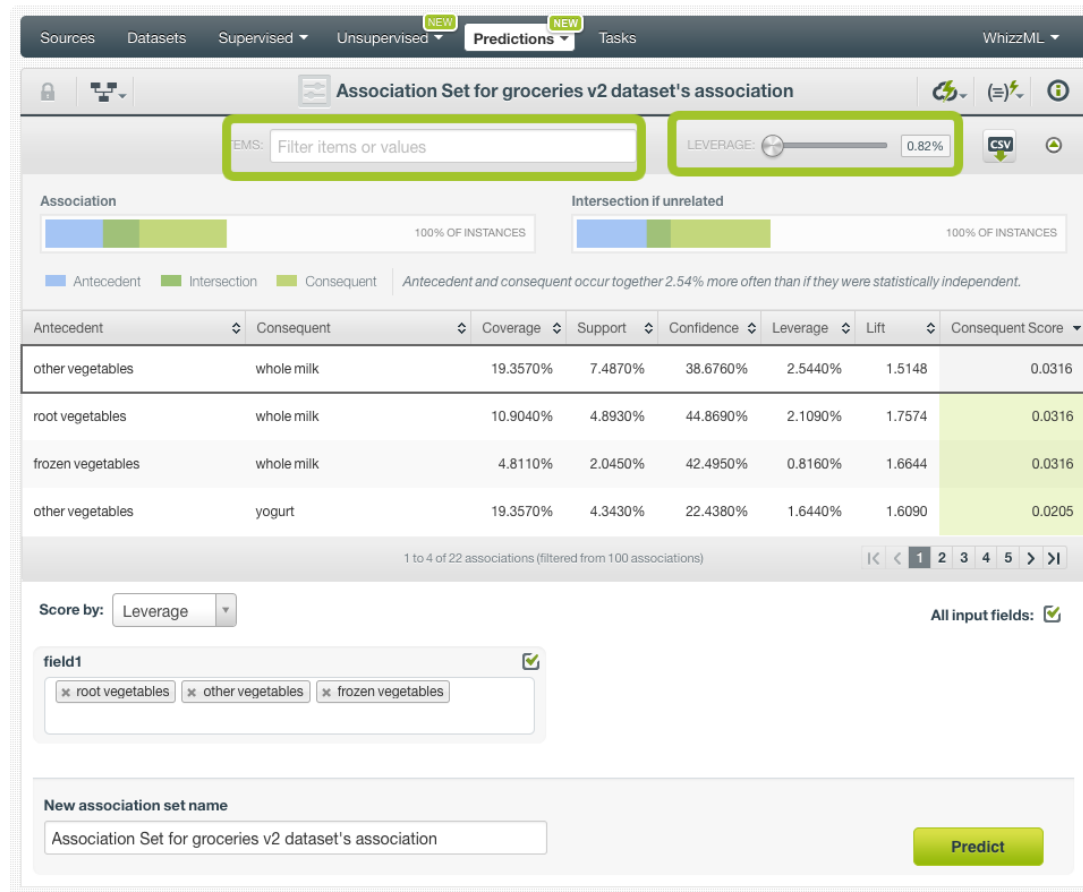 NEW NEW
Sources Datasets Supervised Unsupervised Predictions Tasks WhizzML
Association Set for groceries v2 dataset's association
TEMS: Filter items or values LEVERAGE: 0.82% CSV
Association Intersection if unrelated
100% OF INSTANCES 100% OF INSTANCES
Antecedent Intersection Consequent Antecedent and consequent occur together 2.54% more often than if they were statistically independent.
Antecedent Consequent Coverage Support Confidence Leverage Lift Consequent Score
other vegetables whole milk 19.3570% 7.4870% 38.6760% 2.5440% 1.5148 0.0316
root vegetables whole milk 10.9040% 4.8930% 44.8690% 2.1090% 1.7574 0.0316
frozen vegetables whole milk 4.8110% 2.0450% 42.4950% 0.8160% 1.6644 0.0316
other vegetables yogurt 19.3570% 4.3430% 22.4380% 1.6440% 1.6090 0.0205
1 to 4 of 22 associations (filtered from 100 associations) 1 2 3 4 5
Score by: Leverage All input fields:
field1
× root vegetables × other vegetables × frozen vegetables
New association set name
Association Set for groceries v2 dataset's association
Predict